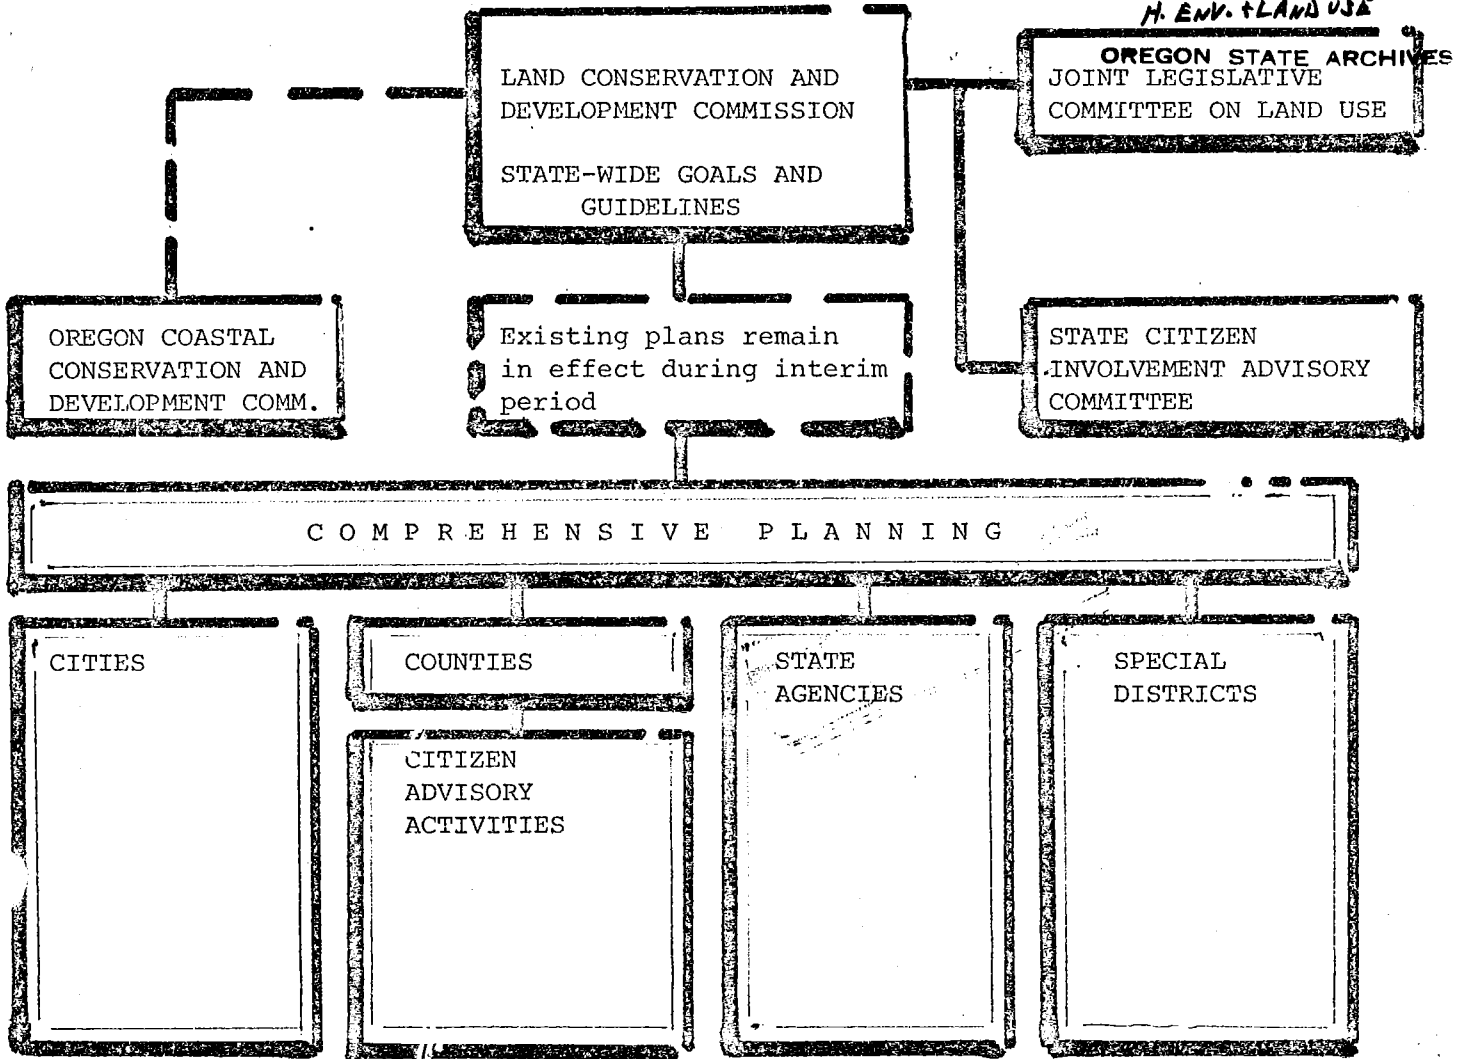 H. ENV. + LAND USE
OREGON STATE ARCHIVES
LAND CONSERVATION AND
DEVELOPMENT COMMISSION
STATE-WIDE GOALS AND
GUIDELINES
JOINT LEGISLATIVE
COMMITTEE ON LAND USE
OREGON COASTAL
CONSERVATION AND
DEVELOPMENT COMM.
Existing plans remain
in effect during interim
period
STATE CITIZEN
INVOLVEMENT ADVISORY
COMMITTEE
COMPREHENSIVE PLANNING
CITIES
COUNTIES
CITIZEN
ADVISORY
ACTIVITIES
STATE
AGENCIES
SPECIAL
DISTRICTS